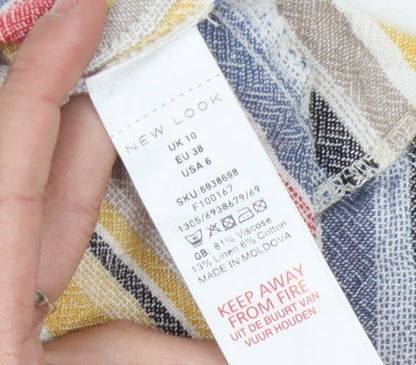 NEW LOOK
UK 10
EU 38
USA 6
SKU:6938698
F100167
1305/6938679/69
GB: 81% Viscose
13% Linen 6% Cotton
MADE IN MOLDOVA
KEEP AWAY
FROM FIRE
UIT DE BUURT VAN
VUUR HOUDEN